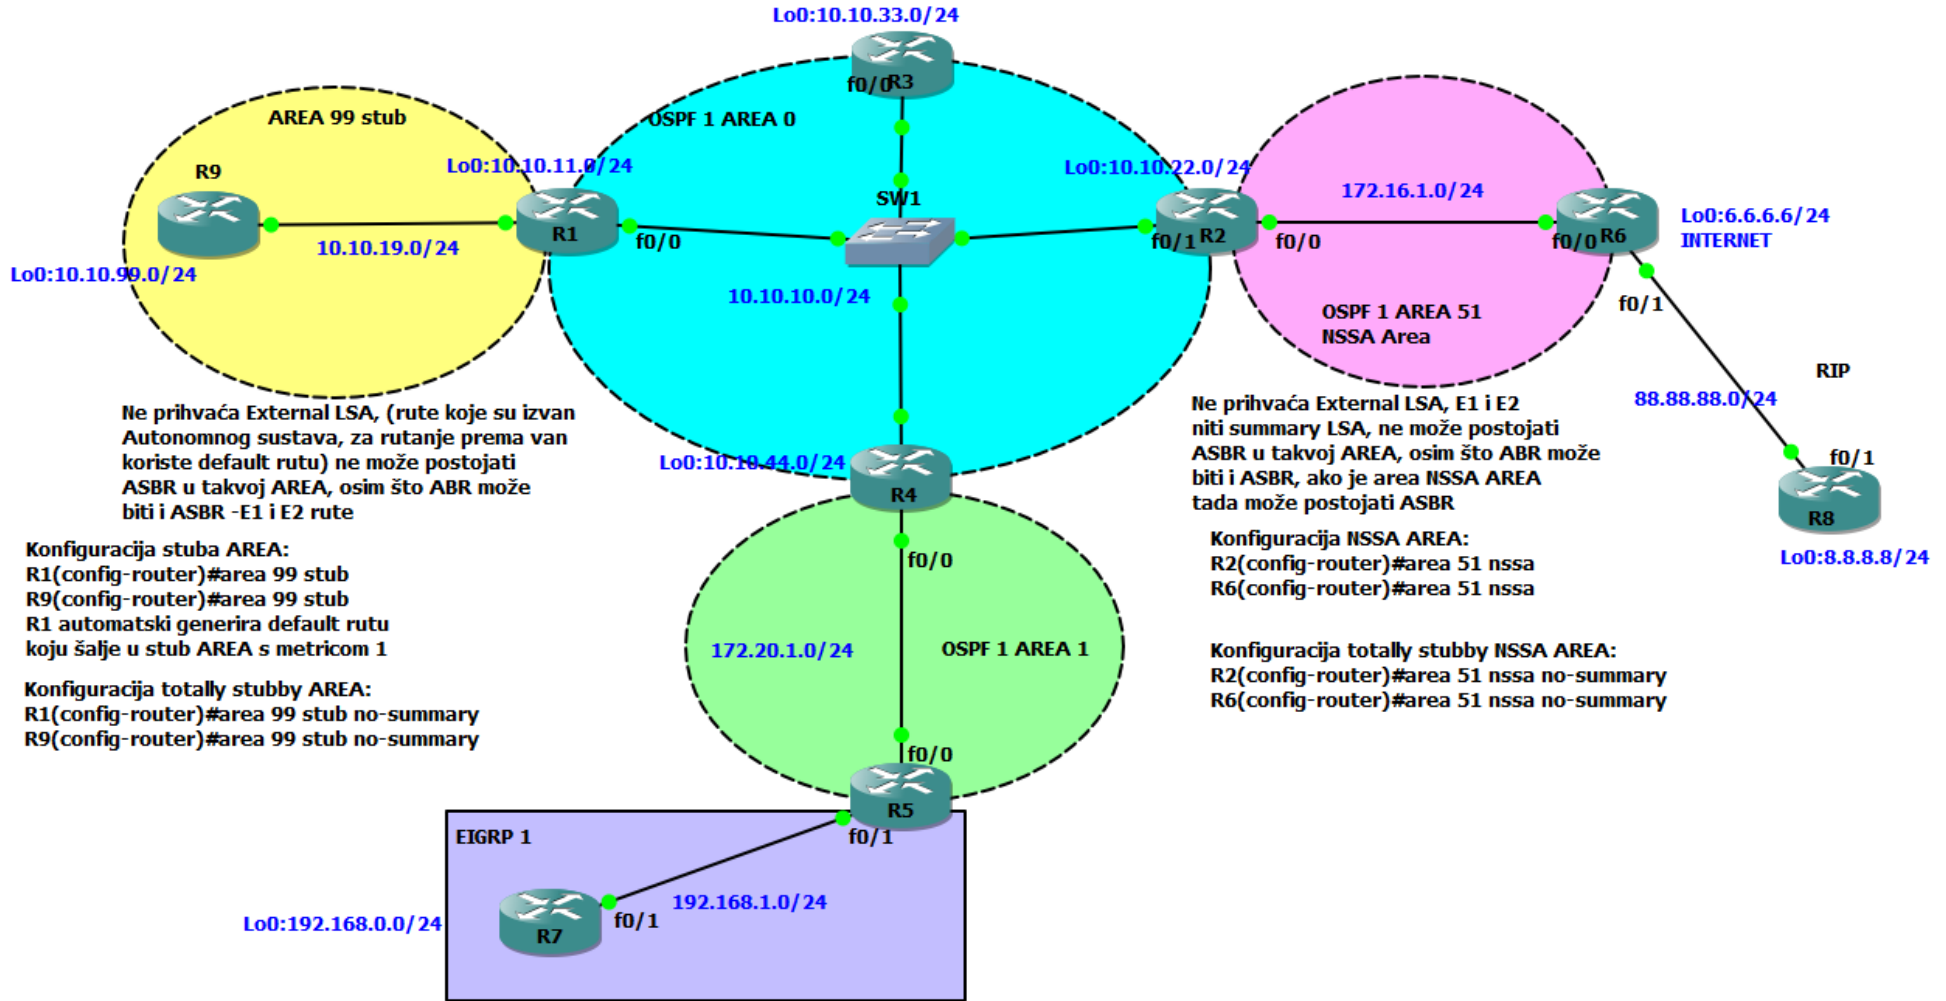 Lo0:10.10.33.0/24
f0/0
R3
AREA 99 stub
OSPF 1 AREA 0
R9
Lo0:10.10.11.0/24
Lo0:10.10.22.0/24
172.16.1.0/24
SW1
R1
f0/0
f0/1
R2
f0/0
f0/0
R6
Lo0:6.6.6.6/24
INTERNET
10.10.19.0/24
Lo0:10.10.99.0/24
10.10.10.0/24
OSPF 1 AREA 51
NSSA Area
f0/1
RIP
88.88.88.0/24
f0/1
R8
Lo0:8.8.8.8/24
Ne prihvaća External LSA, (rute koje su izvan
Autonomnog sustava, za rutanje prema van
koriste default rutu) ne može postojati
ASBR u takvoj AREA, osim što ABR može
biti i ASBR -E1 i E2 rute
Lo0:10.10.44.0/24
R4
f0/0
Ne prihvaća External LSA, E1 i E2
niti summary LSA, ne može postojati
ASBR u takvoj AREA, osim što ABR može
biti i ASBR, ako je area NSSA AREA
tada može postojati ASBR
Konfiguracija stuba AREA:
R1(config-router)#area 99 stub
R9(config-router)#area 99 stub
R1 automatski generira default rutu
koju šalje u stub AREA s metricom 1
Konfiguracija NSSA AREA:
R2(config-router)#area 51 nssa
R6(config-router)#area 51 nssa
172.20.1.0/24
OSPF 1 AREA 1
Konfiguracija totally stubby AREA:
R1(config-router)#area 99 stub no-summary
R9(config-router)#area 99 stub no-summary
Konfiguracija totally stubby NSSA AREA:
R2(config-router)#area 51 nssa no-summary
R6(config-router)#area 51 nssa no-summary
f0/0
R5
f0/1
EIGRP 1
192.168.1.0/24
Lo0:192.168.0.0/24
f0/1
R7